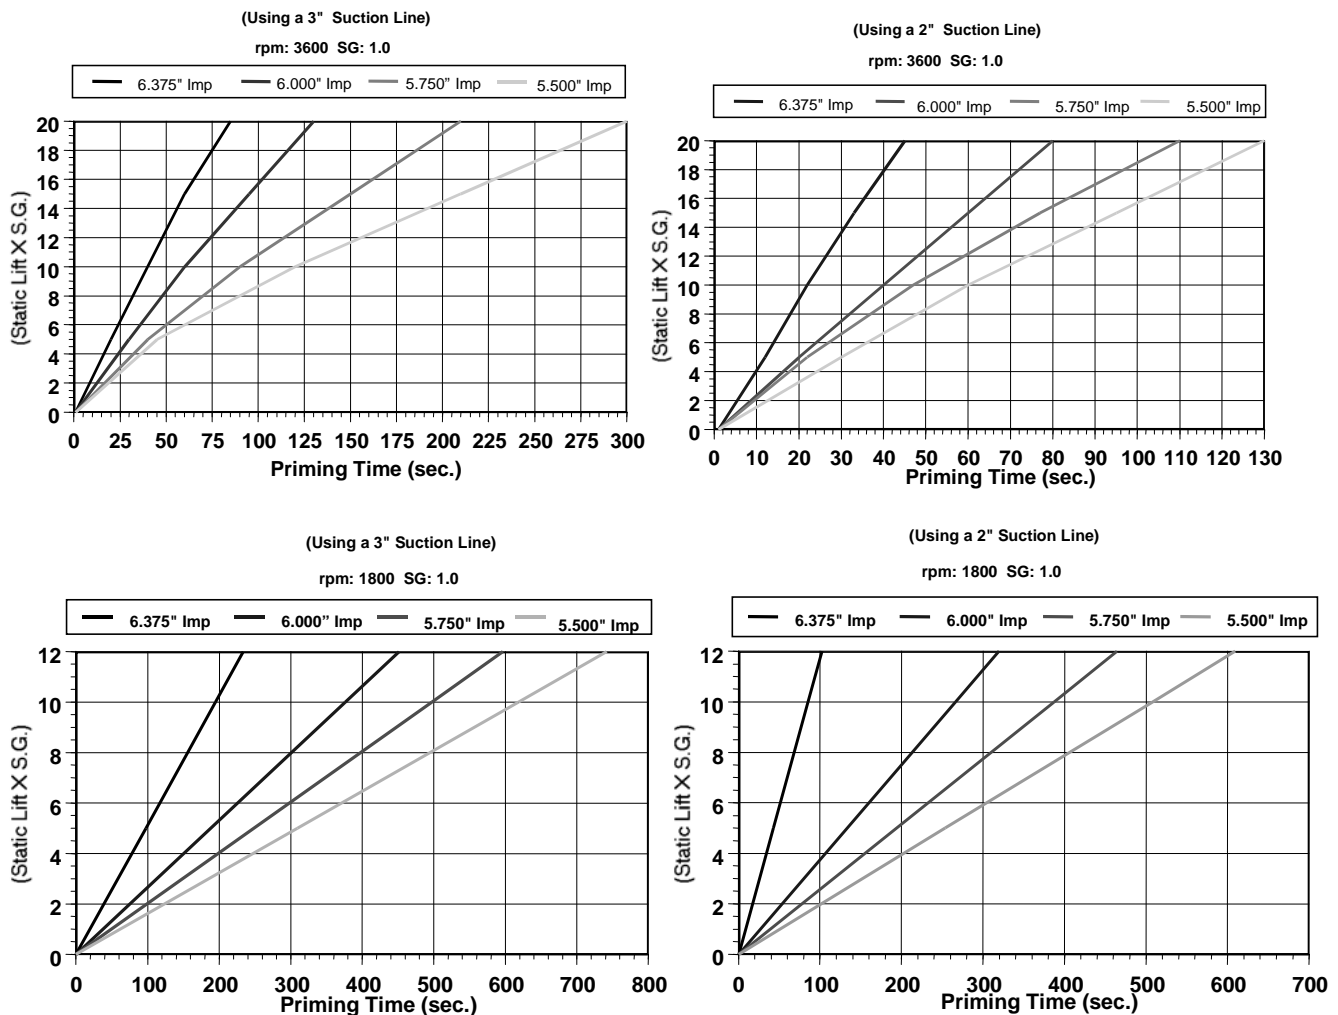 (Using a 3" Suction Line)
rpm: 3600 SG: 1.0
6.375" Imp 6.000" Imp 5.750" Imp 5.500" Imp
20
18
16
14
12
10
8
6
4
2
0
(Static Lift X S.G.)
0 25 50 75 100 125 150 175 200 225 250 275 300
Priming Time (sec.)
(Using a 2" Suction Line)
rpm: 3600 SG: 1.0
6.375" Imp 6.000" Imp 5.750" Imp 5.500" Imp
20
18
16
14
12
10
8
6
4
2
0
(Static Lift X S.G.)
0 10 20 30 40 50 60 70 80 90 100 110 120 130
Priming Time (sec.)
(Using a 3" Suction Line)
rpm: 1800 SG: 1.0
6.375" Imp 6.000” Imp 5.750" Imp 5.500" Imp
12
10
8
6
4
2
0
(Static Lift X S.G.)
0 100 200 300 400 500 600 700 800
Priming Time (sec.)
(Using a 2" Suction Line)
rpm: 1800 SG: 1.0
6.375" Imp 6.000" Imp 5.750" Imp 5.500" Imp
12
10
8
6
4
2
0
(Static Lift X S.G.)
0 100 200 300 400 500 600 700
Priming Time (sec.)